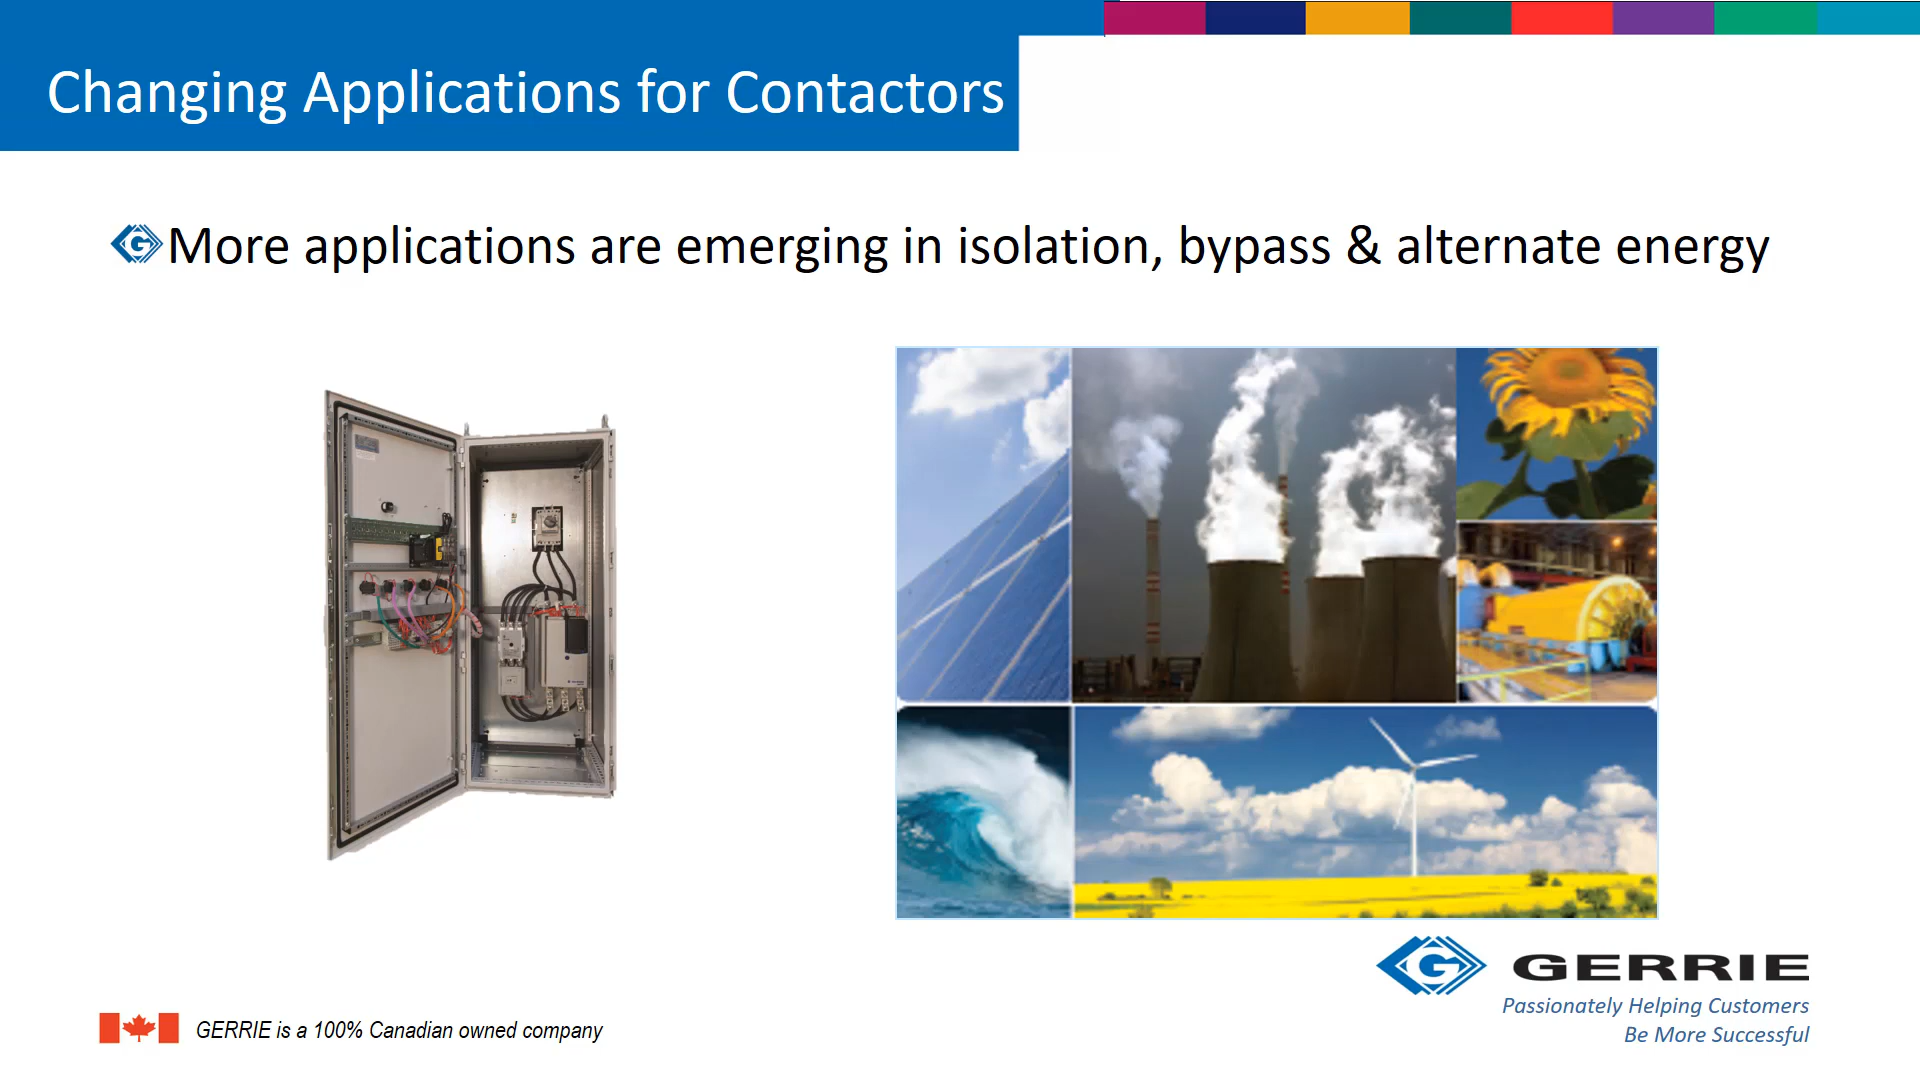 Changing Applications for Contactors
More applications are emerging in isolation, bypass & alternate energy
GERRIE
Passionately Helping Customers
Be More Successful
GERRIE is a 100% Canadian owned company